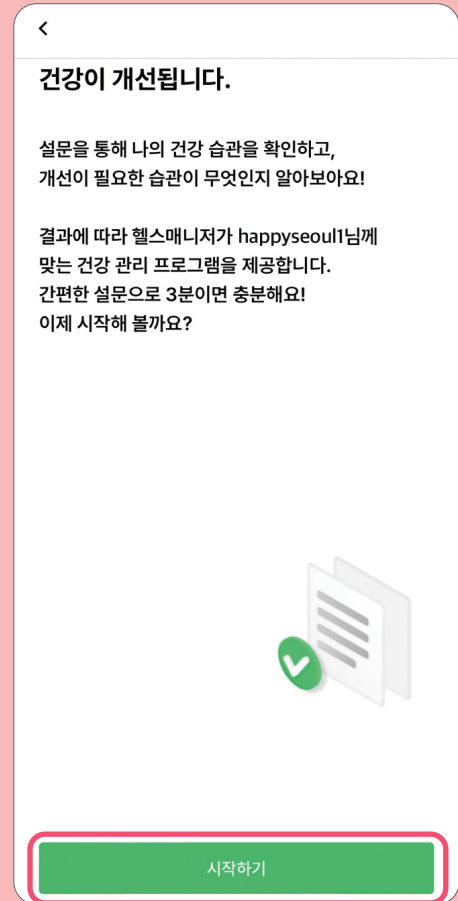 건강이 개선됩니다.
설문을 통해 나의 건강 습관을 확인하고,
개선이 필요한 습관이 무엇인지 알아보아요!
결과에 따라 헬스매니저가 happyseoul1님께
맞는 건강 관리 프로그램을 제공합니다.
간편한 설문으로 3분이면 충분해요!
이제 시작해 볼까요?
시작하기